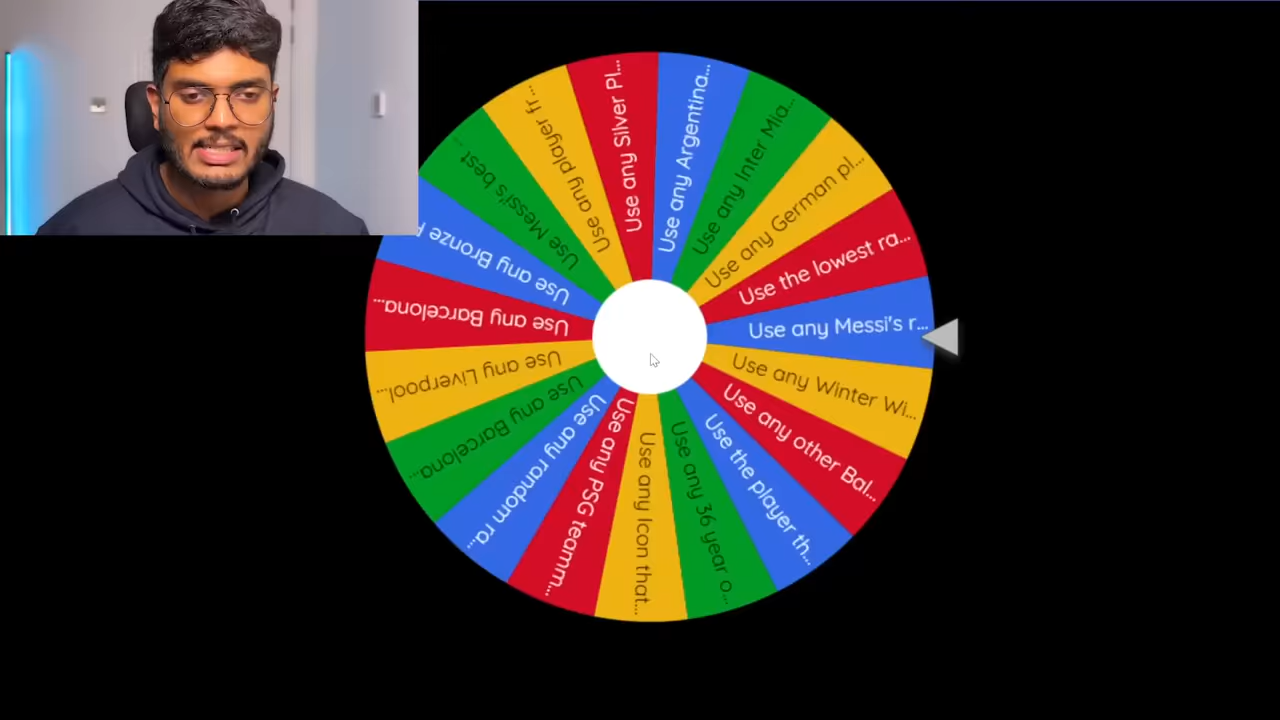 Use any Silver Pl...
Use any Argentina...
Use any Inter Mia...
Use any German pl...
Use the lowest ra...
Use any Messi's r...
Use any Winter Wi...
Use any other Bal...
Use the player th...
Use any 36 year o...
Use any Icon that...
Use any PSG teamm...
Use any random ra...
Use any Barcelona...
Use any Liverpool...
Use any Barcelona...
Use any Bronze
Use Messi's best ...
Use any player fr...